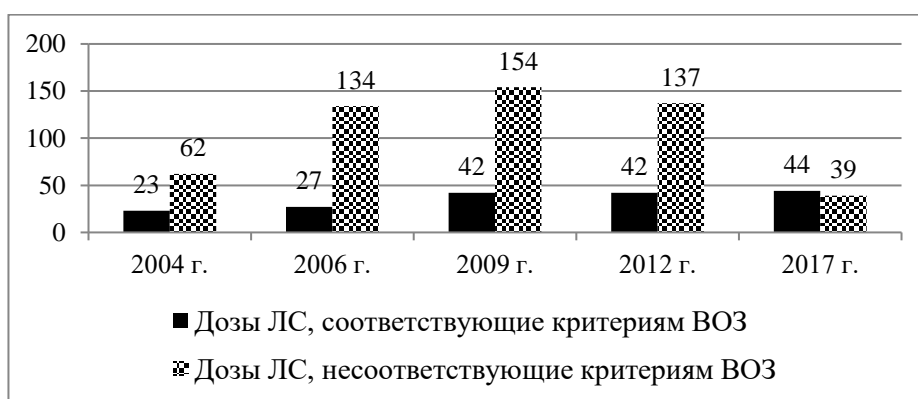 200
150
100
50
0
23
62
27
134
42
154
42
137
44
39
2004 г.
2006 г.
2009 г.
2012 г.
2017 г.
Дозы ЛС, соответствующие критериям ВОЗ
Дозы ЛС, несоответствующие критериям ВОЗ